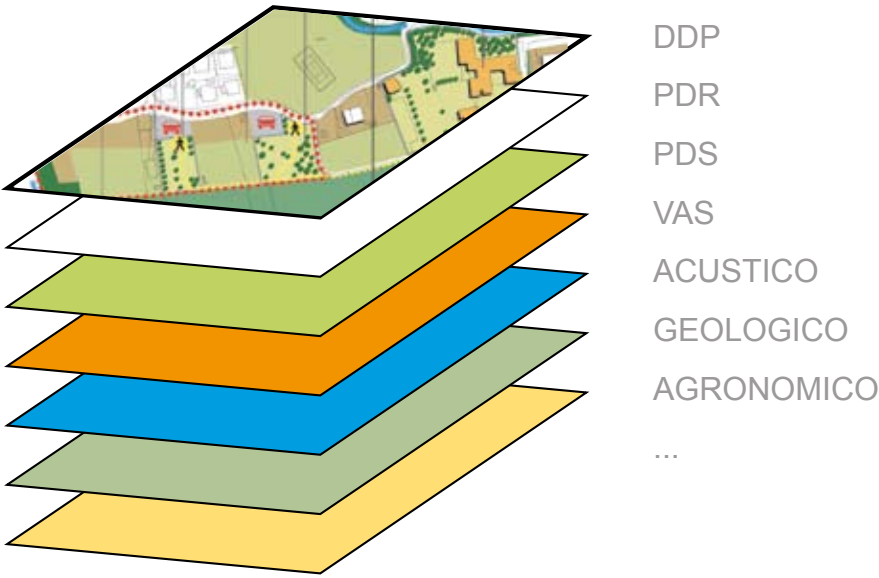 DDP
PDR
PDS
VAS
ACUSTICO
GEOLOGICO
AGRONOMICO
...